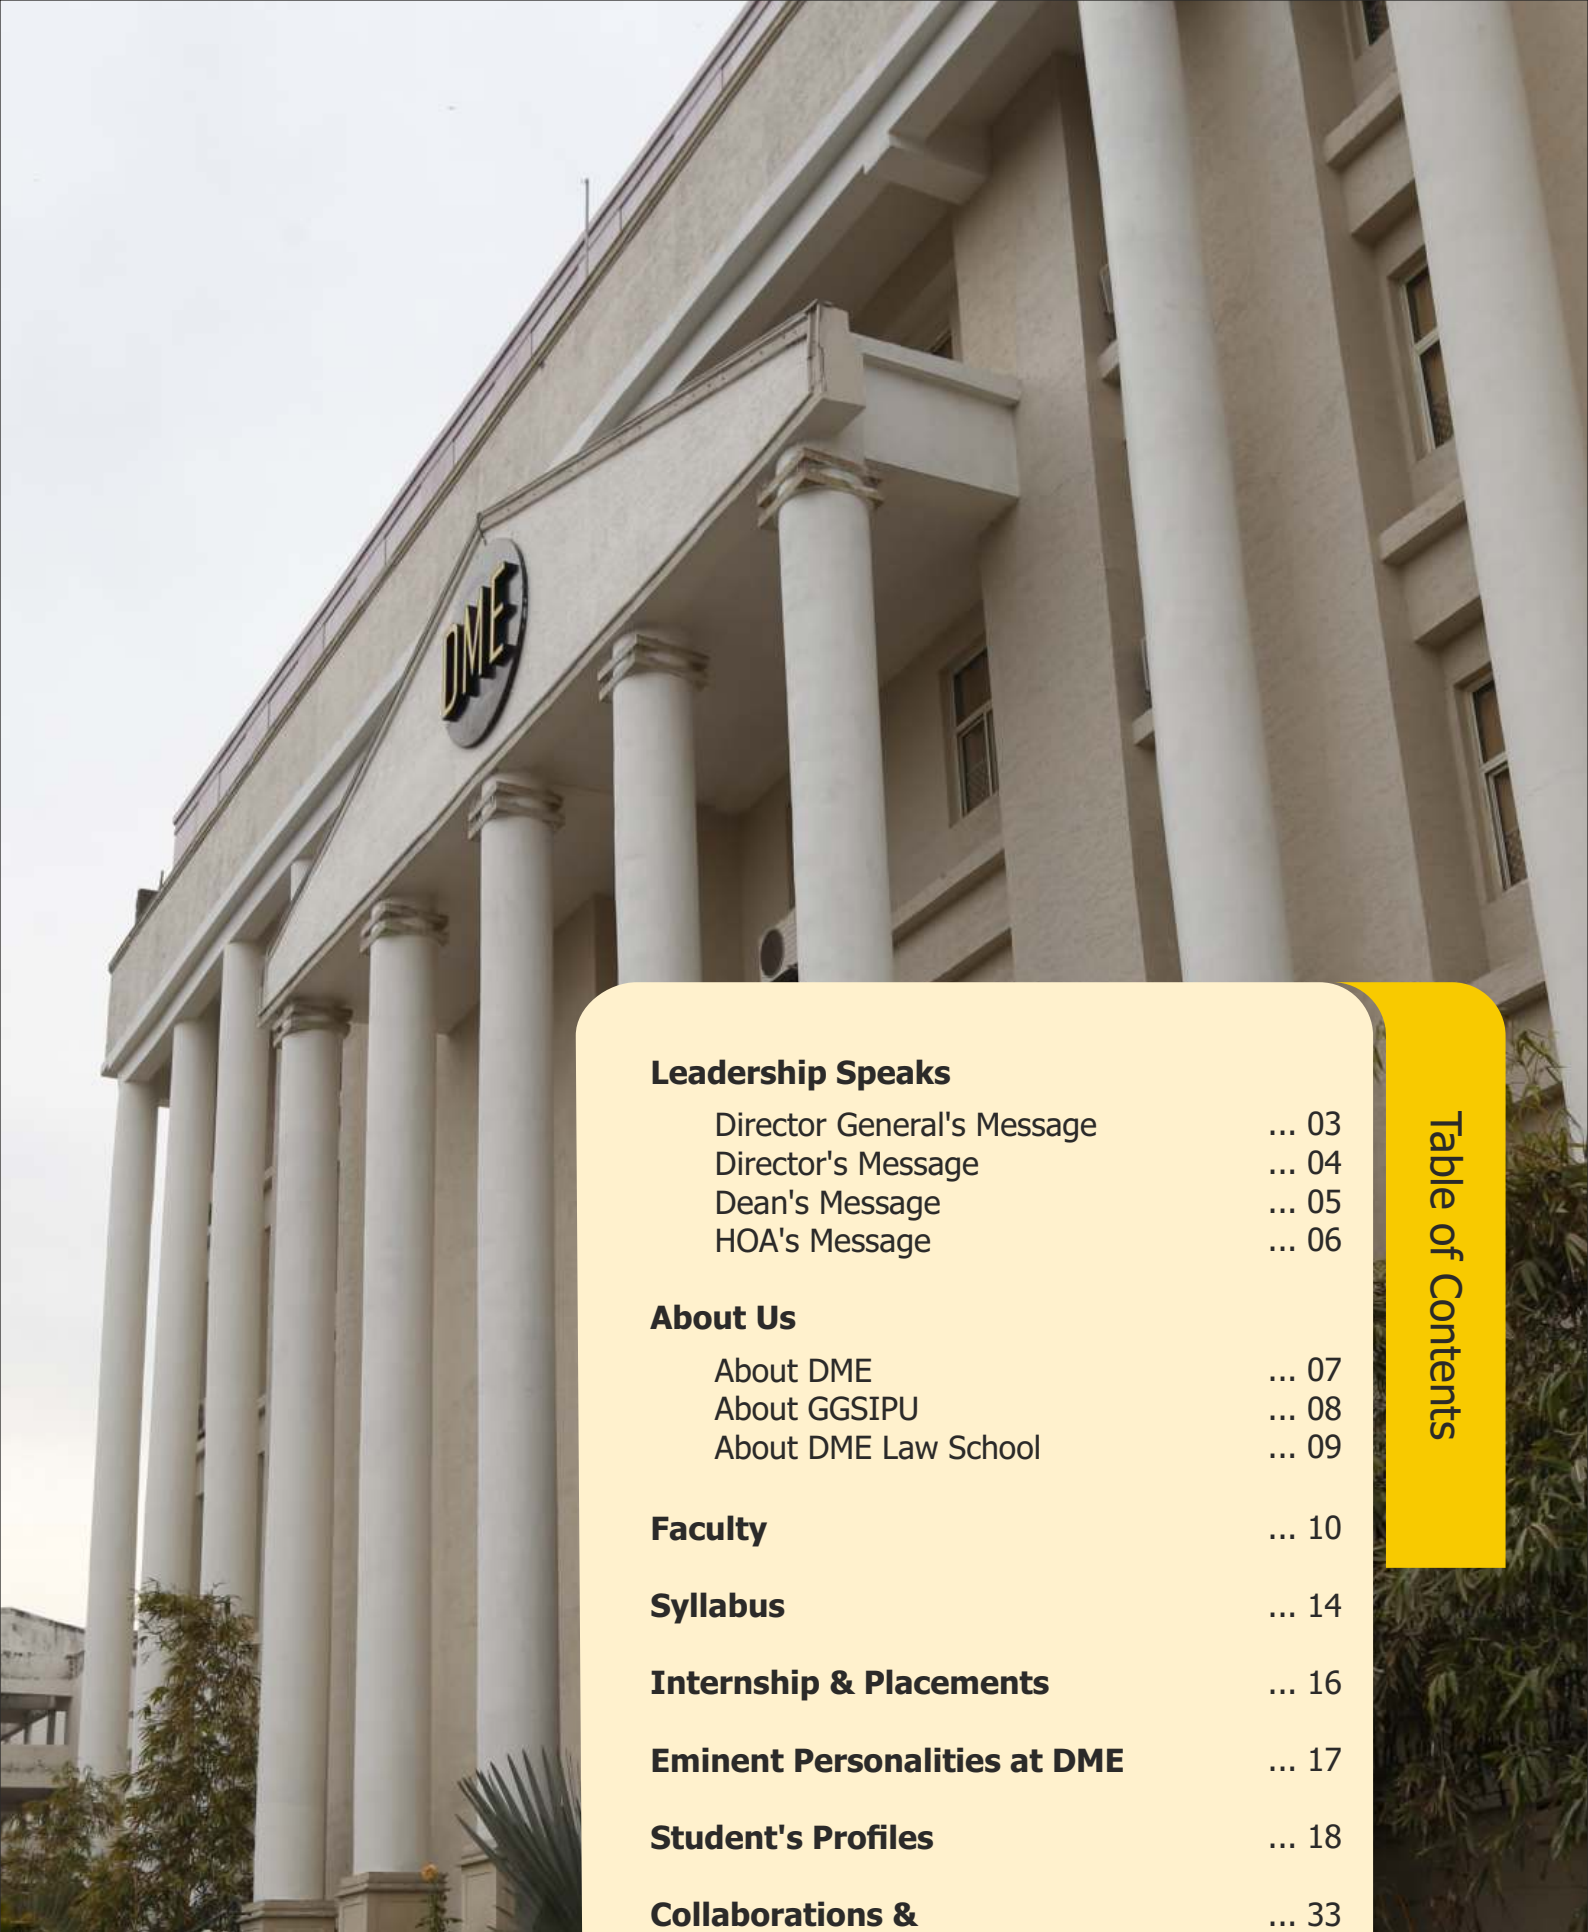 DME
Table of Contents
Leadership Speaks
Director General's Message ... 03
Director's Message ... 04
Dean's Message ... 05
HOA's Message ... 06
About Us
About DME ... 07
About GGSIPU ... 08
About DME Law School ... 09
Faculty ... 10
Syllabus ... 14
Internship & Placements ... 16
Eminent Personalities at DME ... 17
Student's Profiles ... 18
Collaborations & ... 33